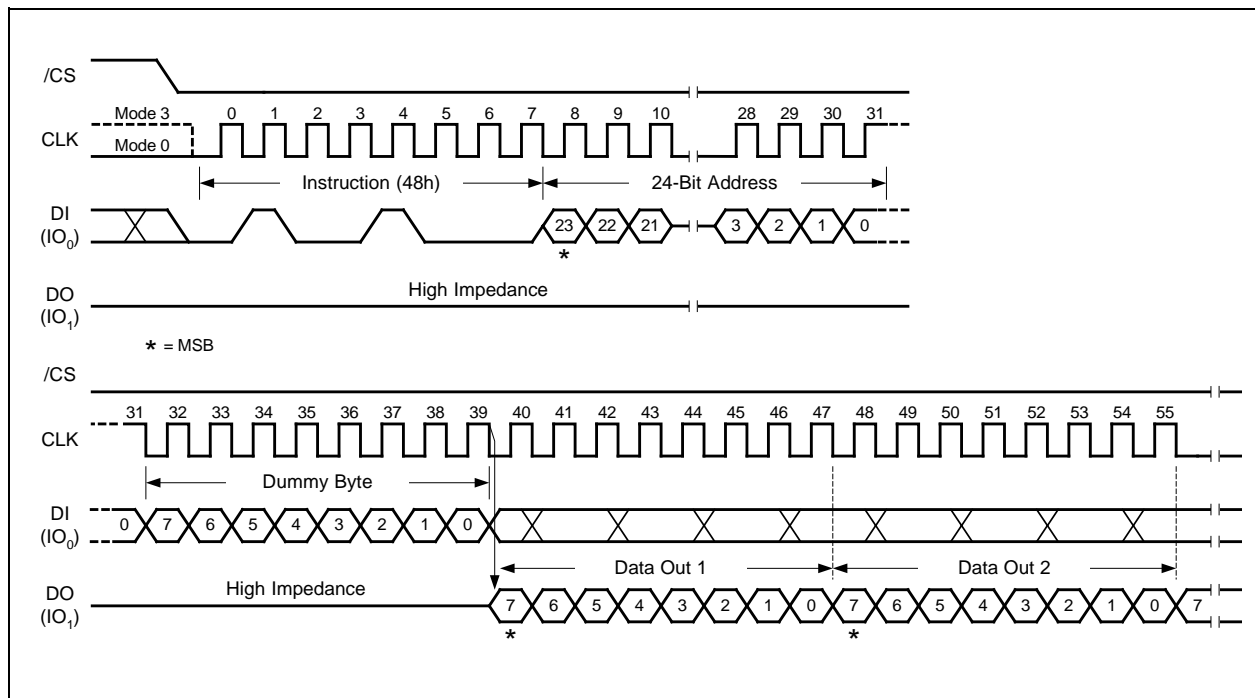 /CS
Mode 3 0 1 2 3 4 5 6 7 8 9 10 28 29 30 31
CLK
Mode 0
Instruction (48h) 24-Bit Address
DI
(IO0) 23 22 21 3 2 1 0
*
High Impedance
DO
(IO1)
* = MSB
/CS
31 32 33 34 35 36 37 38 39 40 41 42 43 44 45 46 47 48 49 50 51 52 53 54 55
CLK
Dummy Byte
DI
(IO0) 0 7 6 5 4 3 2 1 0
Data Out 1 Data Out 2
High Impedance
DO
(IO1) 7 6 5 4 3 2 1 0 7 6 5 4 3 2 1 0 7
* *